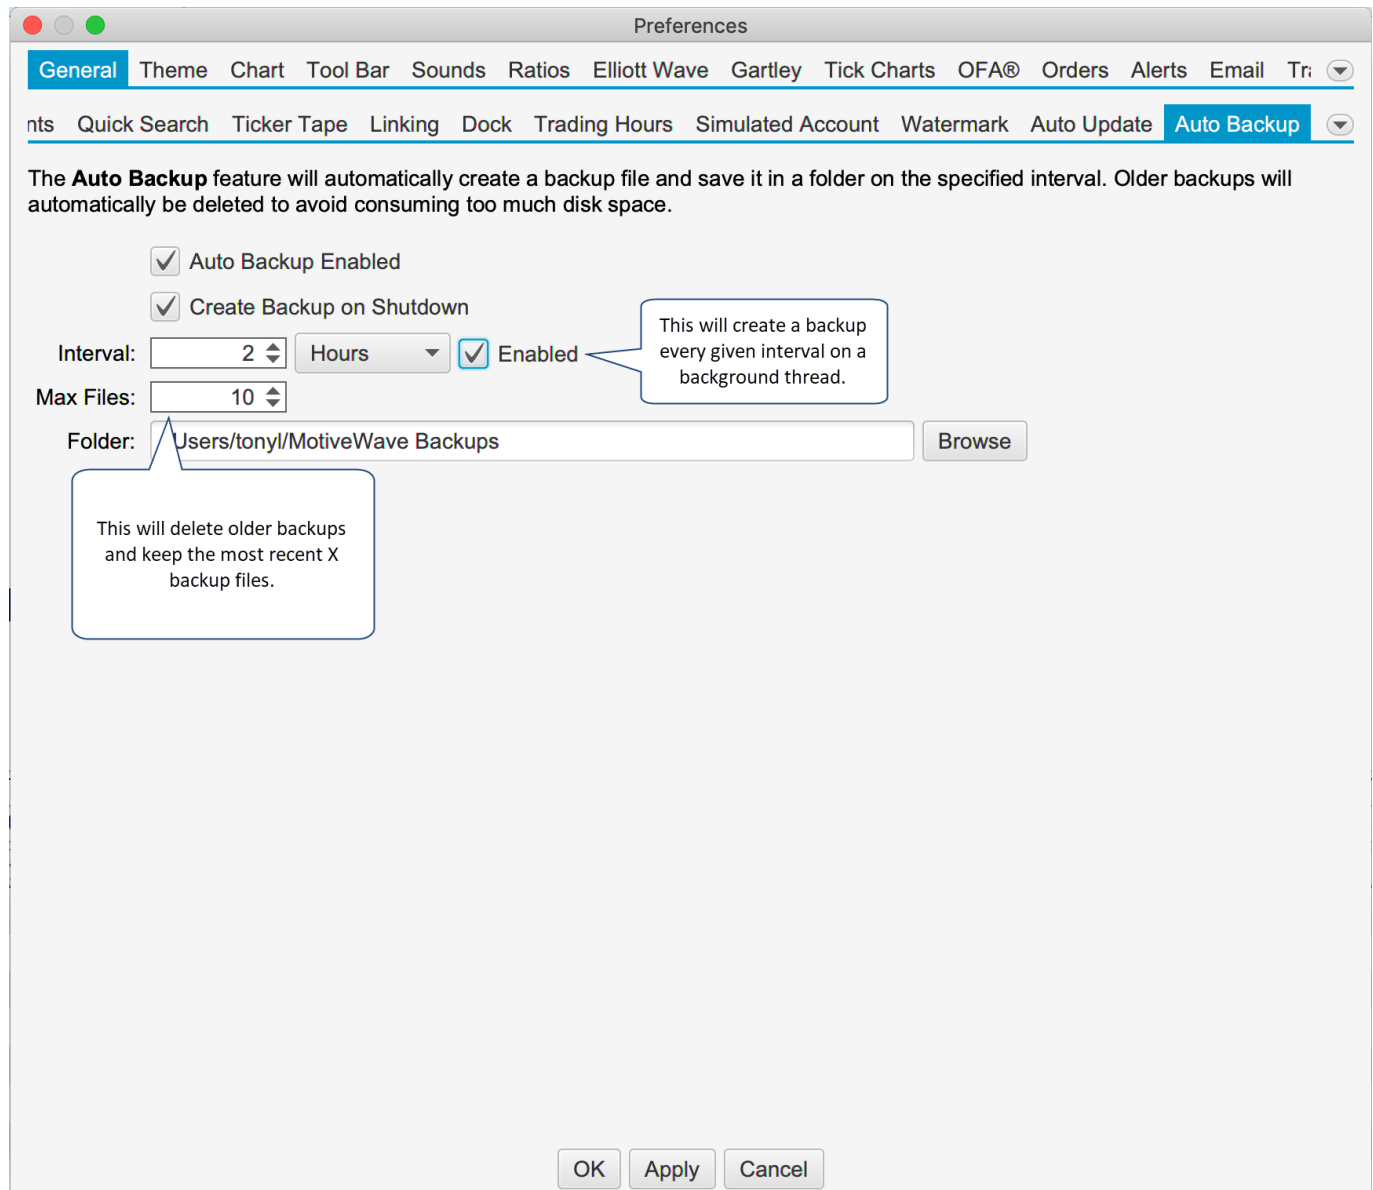 Preferences
General Theme Chart Tool Bar Sounds Ratios Elliott Wave Gartley Tick Charts OFA® Orders Alerts Email
Quick Search Ticker Tape Linking Dock Trading Hours Simulated Account Watermark Auto Update Auto Backup
The Auto Backup feature will automatically create a backup file and save it in a folder on the specified interval. Older backups will
automatically be deleted to avoid consuming too much disk space.
Auto Backup Enabled
Create Backup on Shutdown
Interval: 2 Hours Enabled
This will create a backup
every given interval on a
background thread.
Max Files: 10
Folder: Users/tonyl/MotiveWave Backups Browse
This will delete older backups
and keep the most recent X
backup files.
OK Apply Cancel